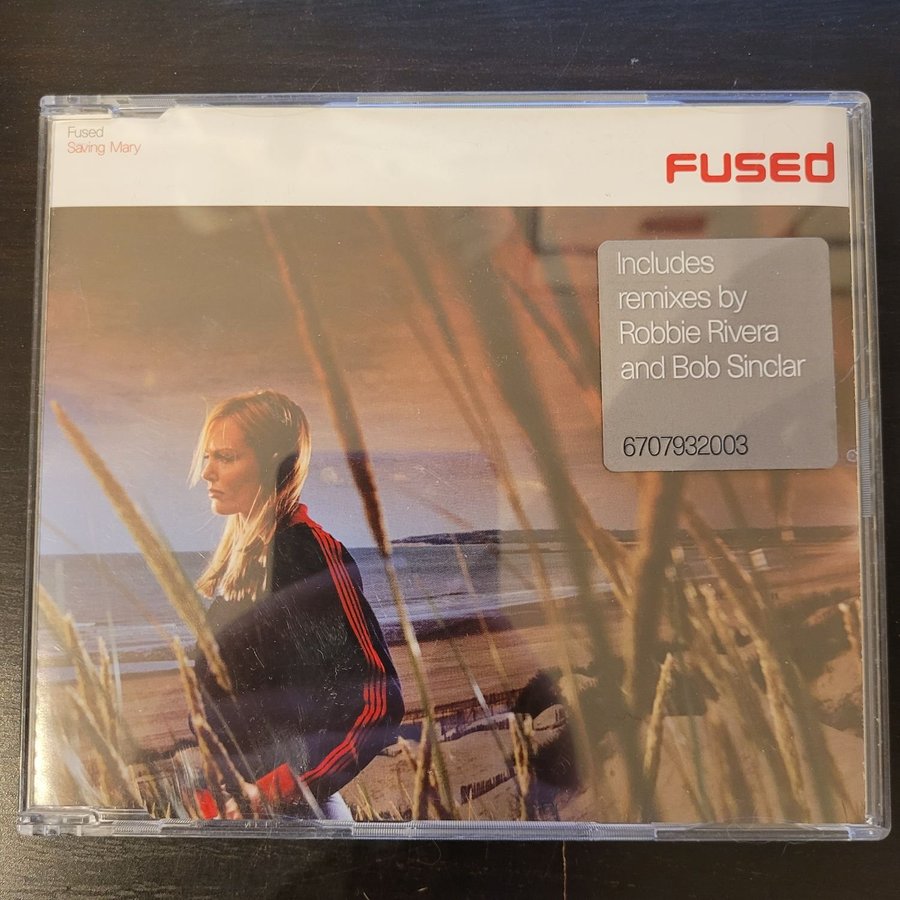 Fused
Saving Mary
FUSEd
Includes
remixes by
Robbie Rivera
and Bob Sinclar
6707932003